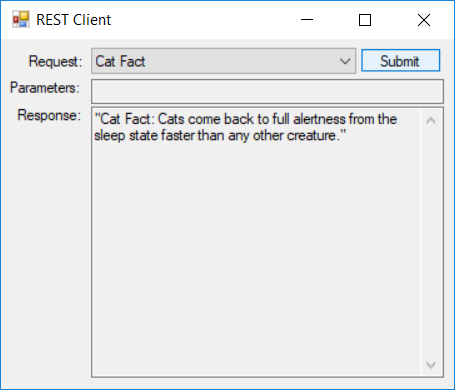 REST Client
Request: Cat Fact Submit
Parameters:
Response: "Cat Fact: Cats come back to full alertness from the
sleep state faster than any other creature."